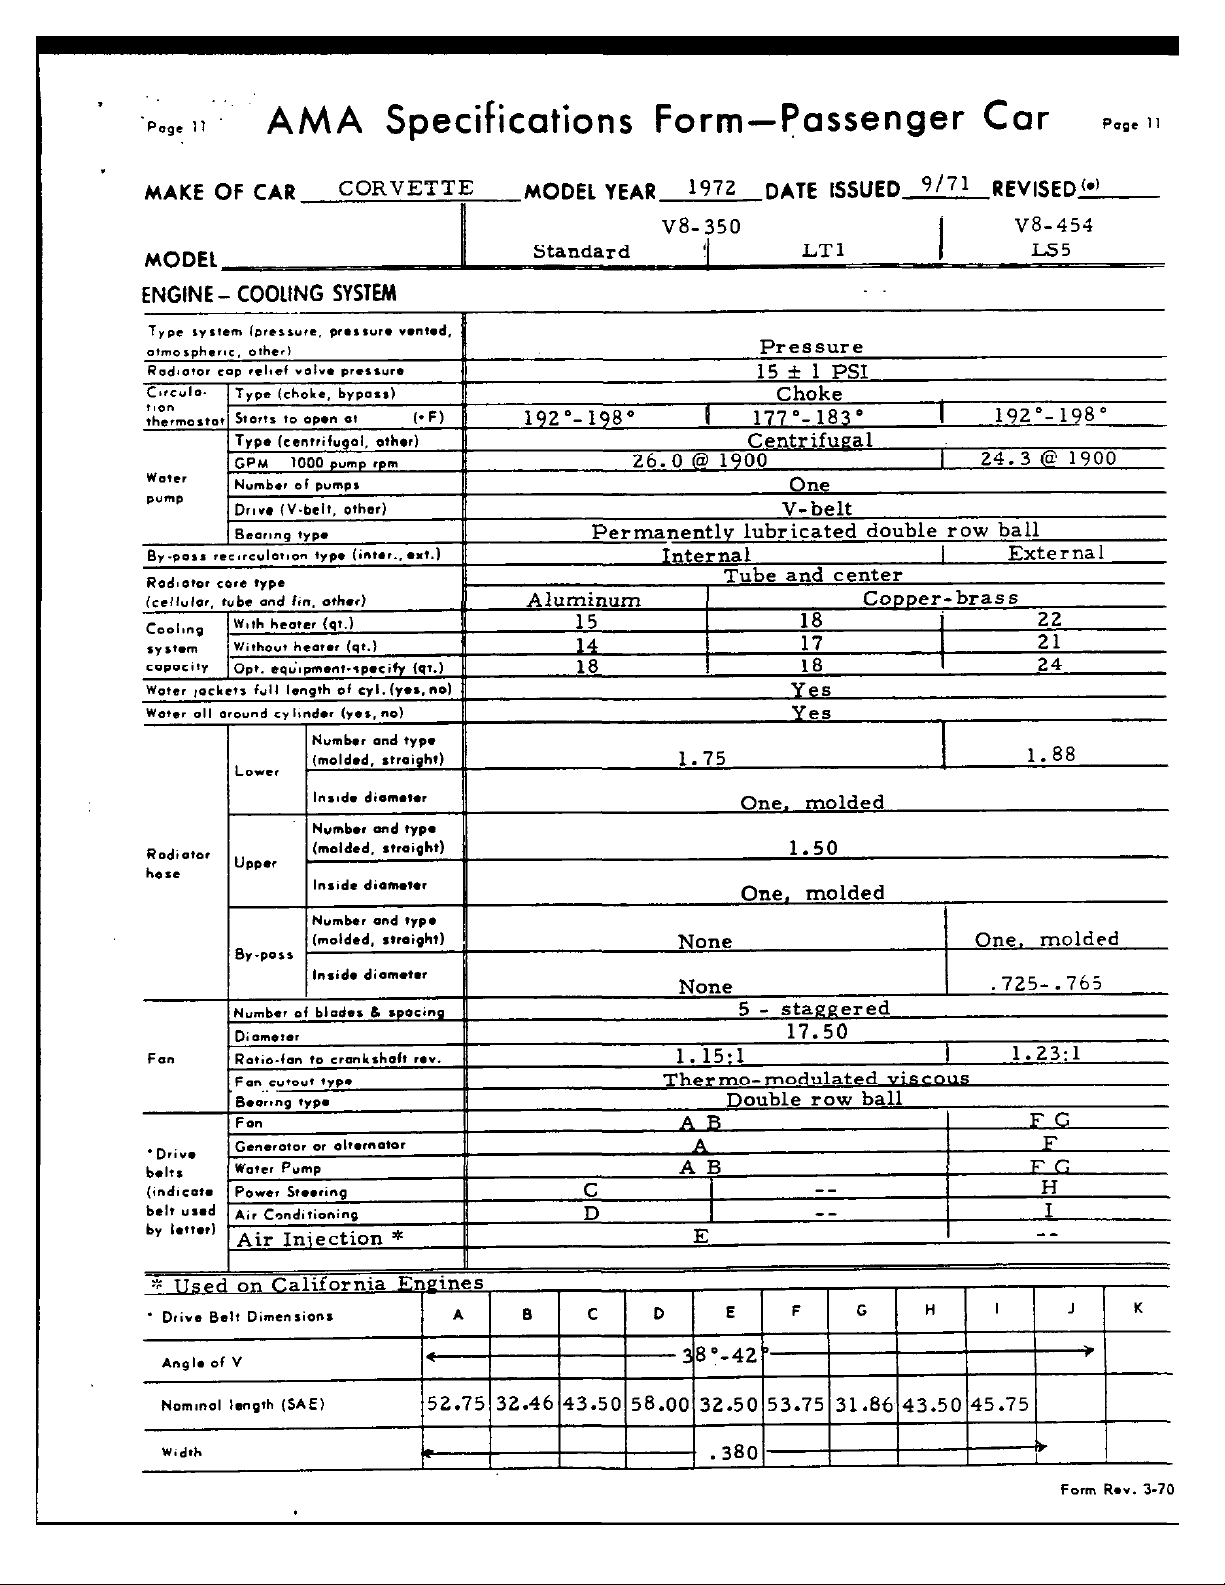 Page 11 AMA Specifications Form—Passenger Car Page 11
MAKE OF CAR CORVETTE MODEL YEAR 1972 DATE ISSUED 9/71 REVISED (•)
V8-350 V8-454
MODEL Standard LT1 LS5
ENGINE – COOLING SYSTEM
Type system (pressure, pressure vented,
atmospheric, other) Pressure
Radiator cap relief valve pressure 15 ± 1 PSI
Circula- Type (choke, bypass) Choke
tion
thermostat Starts to open at (°F) 192°-198° 177°-183° 192°-198°
Type (centrifugal, other) Centrifugal
GPM 1000 pump rpm 26.0 @ 1900 24.3 @ 1900
Water Number of pumps One
pump
Drive (V-belt, other) V-belt
Bearing type Permanently lubricated double row ball
By-pass recirculation type (inter., ext.) Internal External
Radiator core type Tube and center
(cellular, tube and fin, other) Aluminum Copper-brass
Cooling With heater (qt.) 15 18 22
system Without heater (qt.) 14 17 21
capacity Opt. equipment-specify (qt.) 18 18 24
Water jackets full length of cyl. (yes, no) Yes
Water all around cylinder (yes, no) Yes
Number and type
(molded, straight) 1.75 1.88
Lower
Inside diameter One, molded
Number and type
Radiator (molded, straight) 1.50
hose Upper
Inside diameter One, molded
Number and type
(molded, straight) None One, molded
By-pass
Inside diameter None .725-.765
Number of blades & spacing 5 - staggered
Diameter 17.50
Fan Ratio-fan to crankshaft rev. 1.15:1 1.23:1
Fan cutout type Thermo-modulated viscous
Bearing type Double row ball
Fan A B F G
*Drive Generator or alternator A F
belts Water Pump A B F G
(indicate Power Steering C -- H
belt used Air Conditioning D -- I
by letter) Air Injection * E --
* Used on California Engines
* Drive Belt Dimensions A B C D E F G H I J K
Angle of V 38°-42°
Nominal length (SAE) 52.75 32.46 43.50 58.00 32.50 53.75 31.86 43.50 45.75
Width .380
Form Rev. 3-70